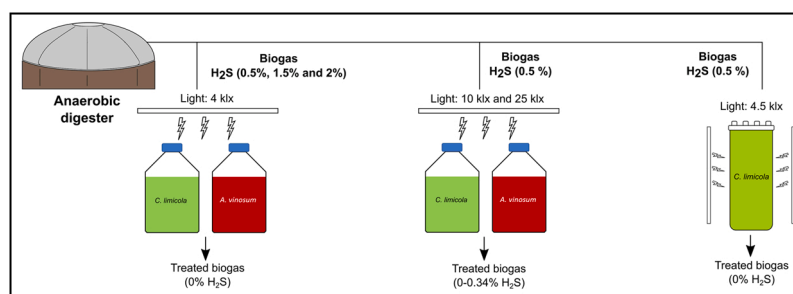 Anaerobic
digester
Biogas
H₂S (0.5%, 1.5% and 2%)
Light: 4 klx
C. limicola
A. vinosum
Treated biogas
(0% H₂S)
Biogas
H₂S (0.5 %)
Light: 10 klx and 25 klx
C. limicola
A. vinosum
Treated biogas
(0-0.34% H₂S)
Biogas
H₂S (0.5 %)
Light: 4.5 klx
C. limicola
Treated biogas
(0% H₂S)